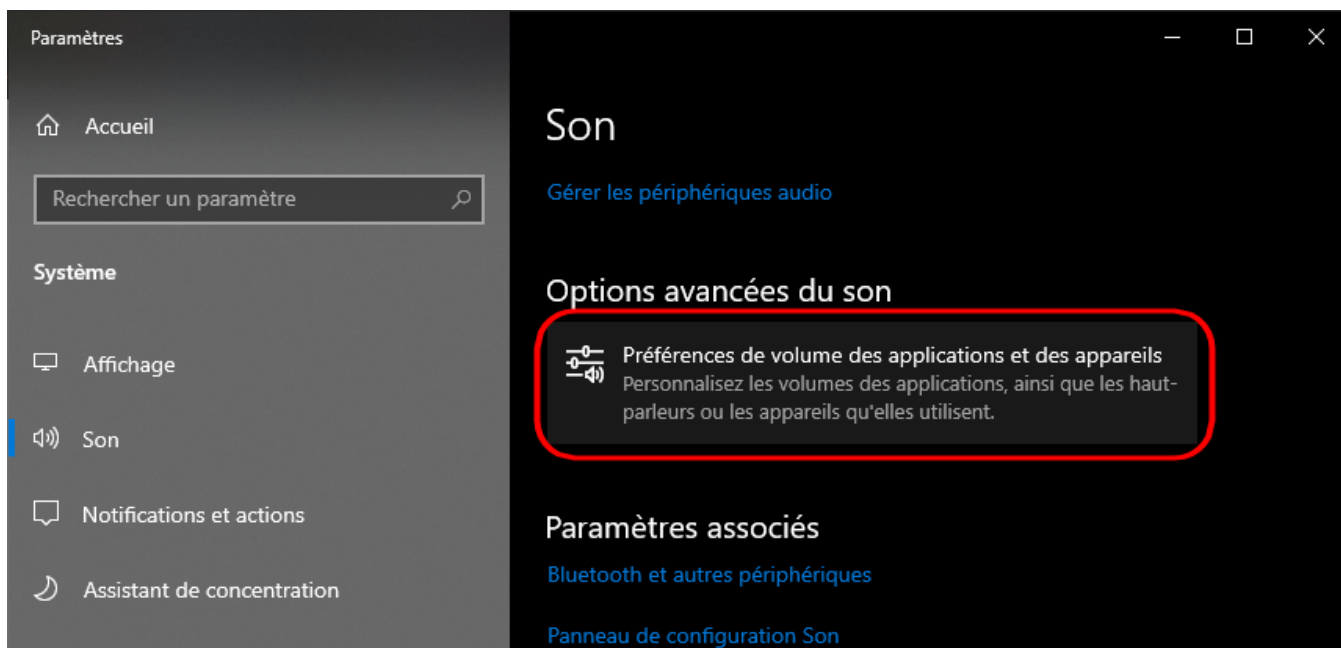 Paramètres
Accueil
Rechercher un paramètre
Système
Affichage
Son
Notifications et actions
Assistant de concentration
Son
Gérer les périphériques audio
Options avancées du son
Préférences de volume des applications et des appareils
Personnalisez les volumes des applications, ainsi que les haut-
parleurs ou les appareils qu'elles utilisent.
Paramètres associés
Bluetooth et autres périphériques
Panneau de configuration Son